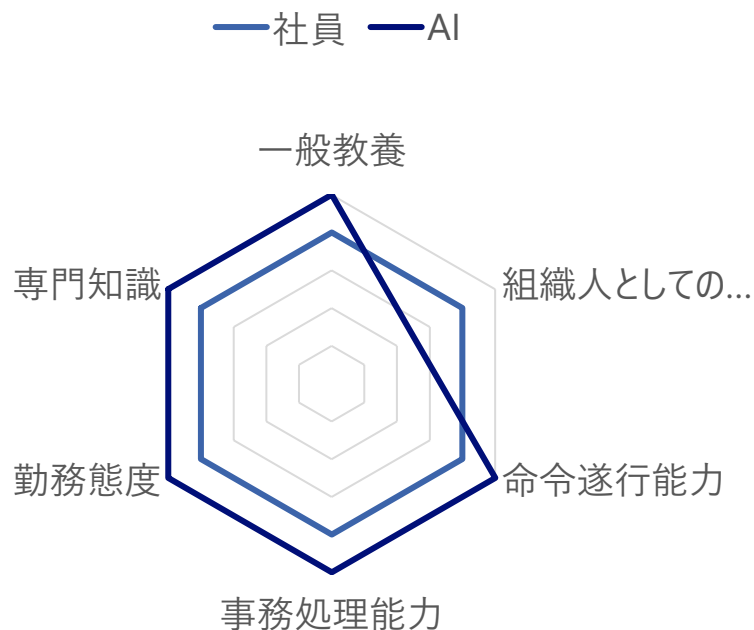 社員 AI
一般教養
専門知識
組織人としての...
勤務態度
命令遂行能力
事務処理能力